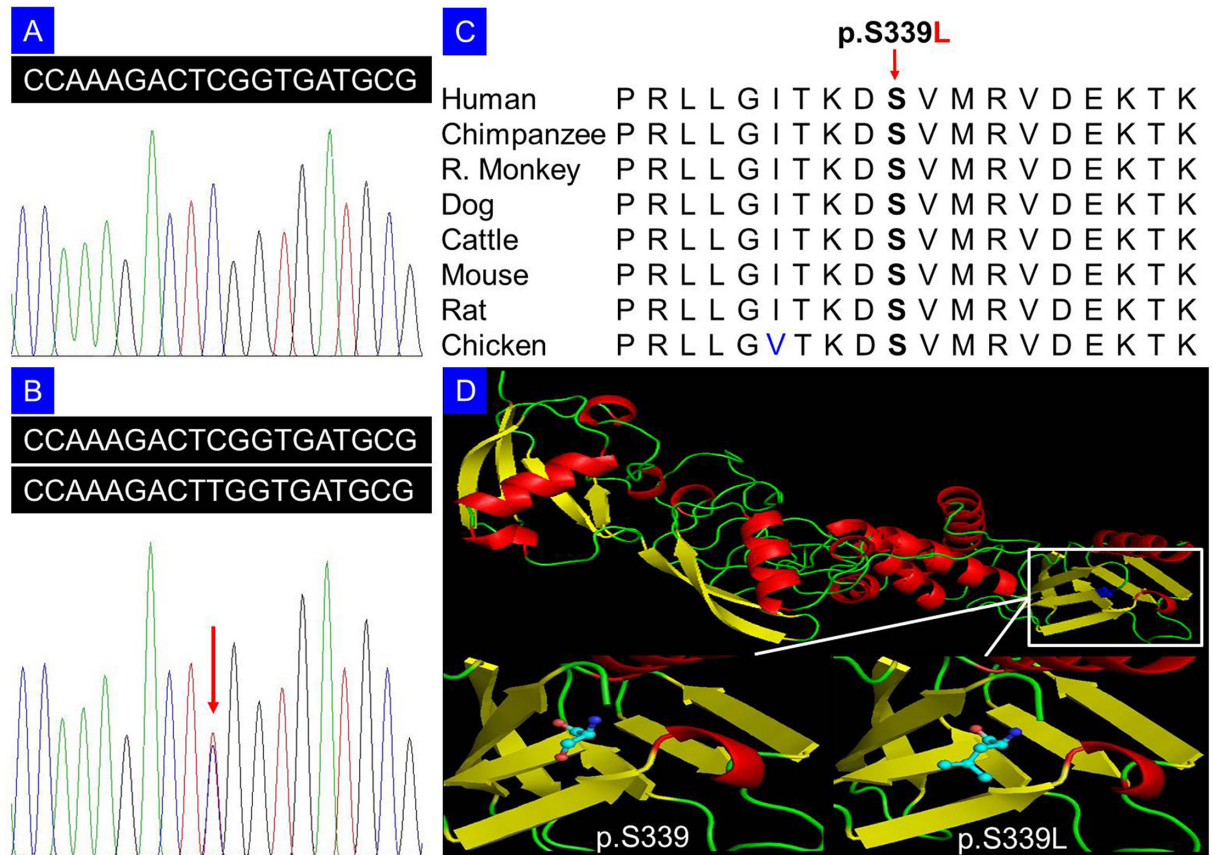 A
CCAAAGACTCGGTGATGCG
B
CCAAAGACTCGGTGATGCG
CCAAAGACTTGGTGATGCG
C
p.S339L
Human P R L L G I T K D S V M R V D E K T K
Chimpanzee P R L L G I T K D S V M R V D E K T K
R. Monkey P R L L G I T K D S V M R V D E K T K
Dog P R L L G I T K D S V M R V D E K T K
Cattle P R L L G I T K D S V M R V D E K T K
Mouse P R L L G I T K D S V M R V D E K T K
Rat P R L L G I T K D S V M R V D E K T K
Chicken P R L L G V T K D S V M R V D E K T K
D
p.S339
p.S339L